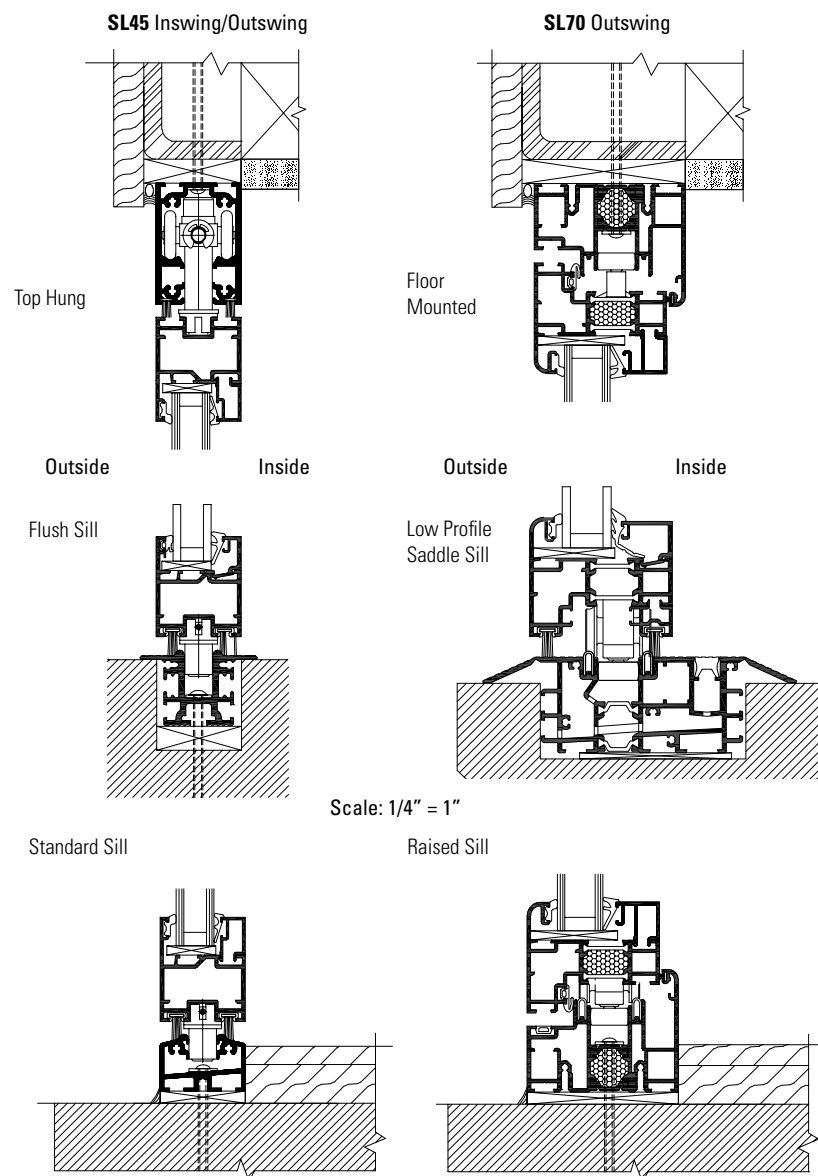 SL45 Inswing/Outswing
SL70 Outswing
Top Hung
Floor
Mounted
Outside
Inside
Outside
Inside
Flush Sill
Low Profile
Saddle Sill
Scale: 1/4” = 1”
Standard Sill
Raised Sill